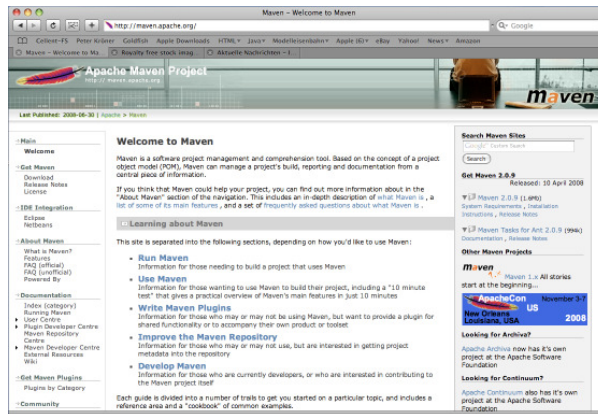 Maven – Welcome to Maven
http://maven.apache.org/
Google
Cellent-FS Peter Kröner Goldfish Apple Downloads HTML Java Modelleisenbahn Apple (6) eBay Yahoo! News Amazon
Maven – Welcome to Ma...
Royalty free stock imag...
Aktuelle Nachrichten – I...
Apache Maven Project
http://maven.apache.org
maven
Last Published: 2008-06-30 | Apache > Maven
Main
Welcome
Get Maven
Download
Release Notes
License
IDE Integration
Eclipse
Netbeans
About Maven
What is Maven?
Features
FAQ (official)
FAQ (unofficial)
Powered By
Documentation
Index (category)
Running Maven
User Centre
Plugin Developer Centre
Maven Repository
Centre
Maven Developer Centre
External Resources
Wiki
Get Maven Plugins
Plugins by Category
Community
Welcome to Maven
Maven is a software project management and comprehension tool. Based on the concept of a project
object model (POM), Maven can manage a project's build, reporting and documentation from a
central piece of information.
If you think that Maven could help your project, you can find out more information about in the
"About Maven" section of the navigation. This includes an in-depth description of what Maven is , a
list of some of its main features , and a set of frequently asked questions about what Maven is .
Learning about Maven
This site is separated into the following sections, depending on how you'd like to use Maven:
Run Maven
Information for those needing to build a project that uses Maven
Use Maven
Information for those wanting to use Maven to build their project, including a "10 minute
test" that gives a practical overview of Maven's main features in just 10 minutes
Write Maven Plugins
Information for those who may or may not be using Maven, but want to provide a plugin for
shared functionality or to accompany their own product or toolset
Improve the Maven Repository
Information for those who may or may not use, but are interested in getting project
metadata into the repository
Develop Maven
Information for those who are currently developers, or who are interested in contributing to
the Maven project itself
Each guide is divided into a number of trails to get you started on a particular topic, and includes a
reference area and a "cookbook" of common examples.
Search Maven Sites
Google Custom Search
Search
Get Maven 2.0.9
Released: 10 April 2008
Maven 2.0.9 (1.6Mb)
System Requirements , Installation
Instructions , Release Notes
Maven Tasks for Ant 2.0.9 (994k)
Documentation , Release Notes
Other Maven Projects
maven 1.x
Maven 1.x All stories
start at the beginning...
ApacheCon
US
November 3-7
New Orleans
Louisiana, USA
2008
Looking for Archiva?
Apache Archiva now has it's own
project at the Apache Software
Foundation
Looking for Continuum?
Apache Continuum also has it's own
project at the Apache Software
Foundation